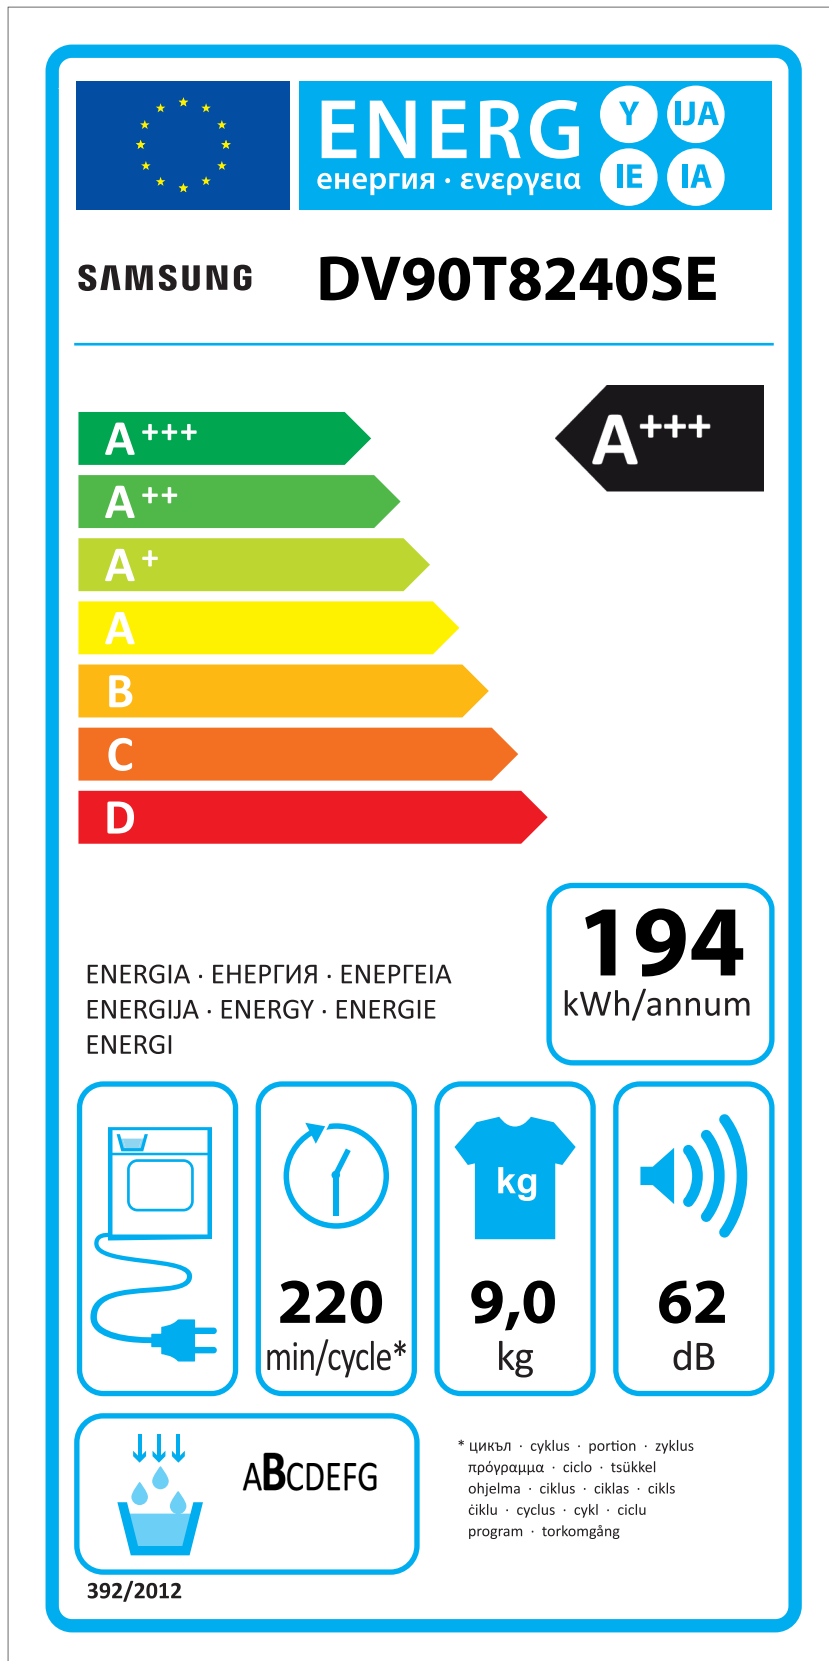 ENERG Y IJA
енергия · ενεργεια IE IA
SAMSUNG DV90T8240SE
A+++
A+++
A++
A+
A
B
C
D
194
kWh/annum
ENERGIA · ЕНЕРГИЯ · ΕΝΕΡΓΕΙΑ
ENERGIJA · ENERGY · ENERGIE
ENERGI
kg
220
min/cycle*
9,0
kg
62
dB
ABCDEFG
* цикъл · cyklus · portion · zyklus
πρόγραμμα · ciclo · tsükkel
ohjelma · ciklus · ciklas · cikls
ċiklu · cyclus · cykl · ciclu
program · torkomgång
392/2012